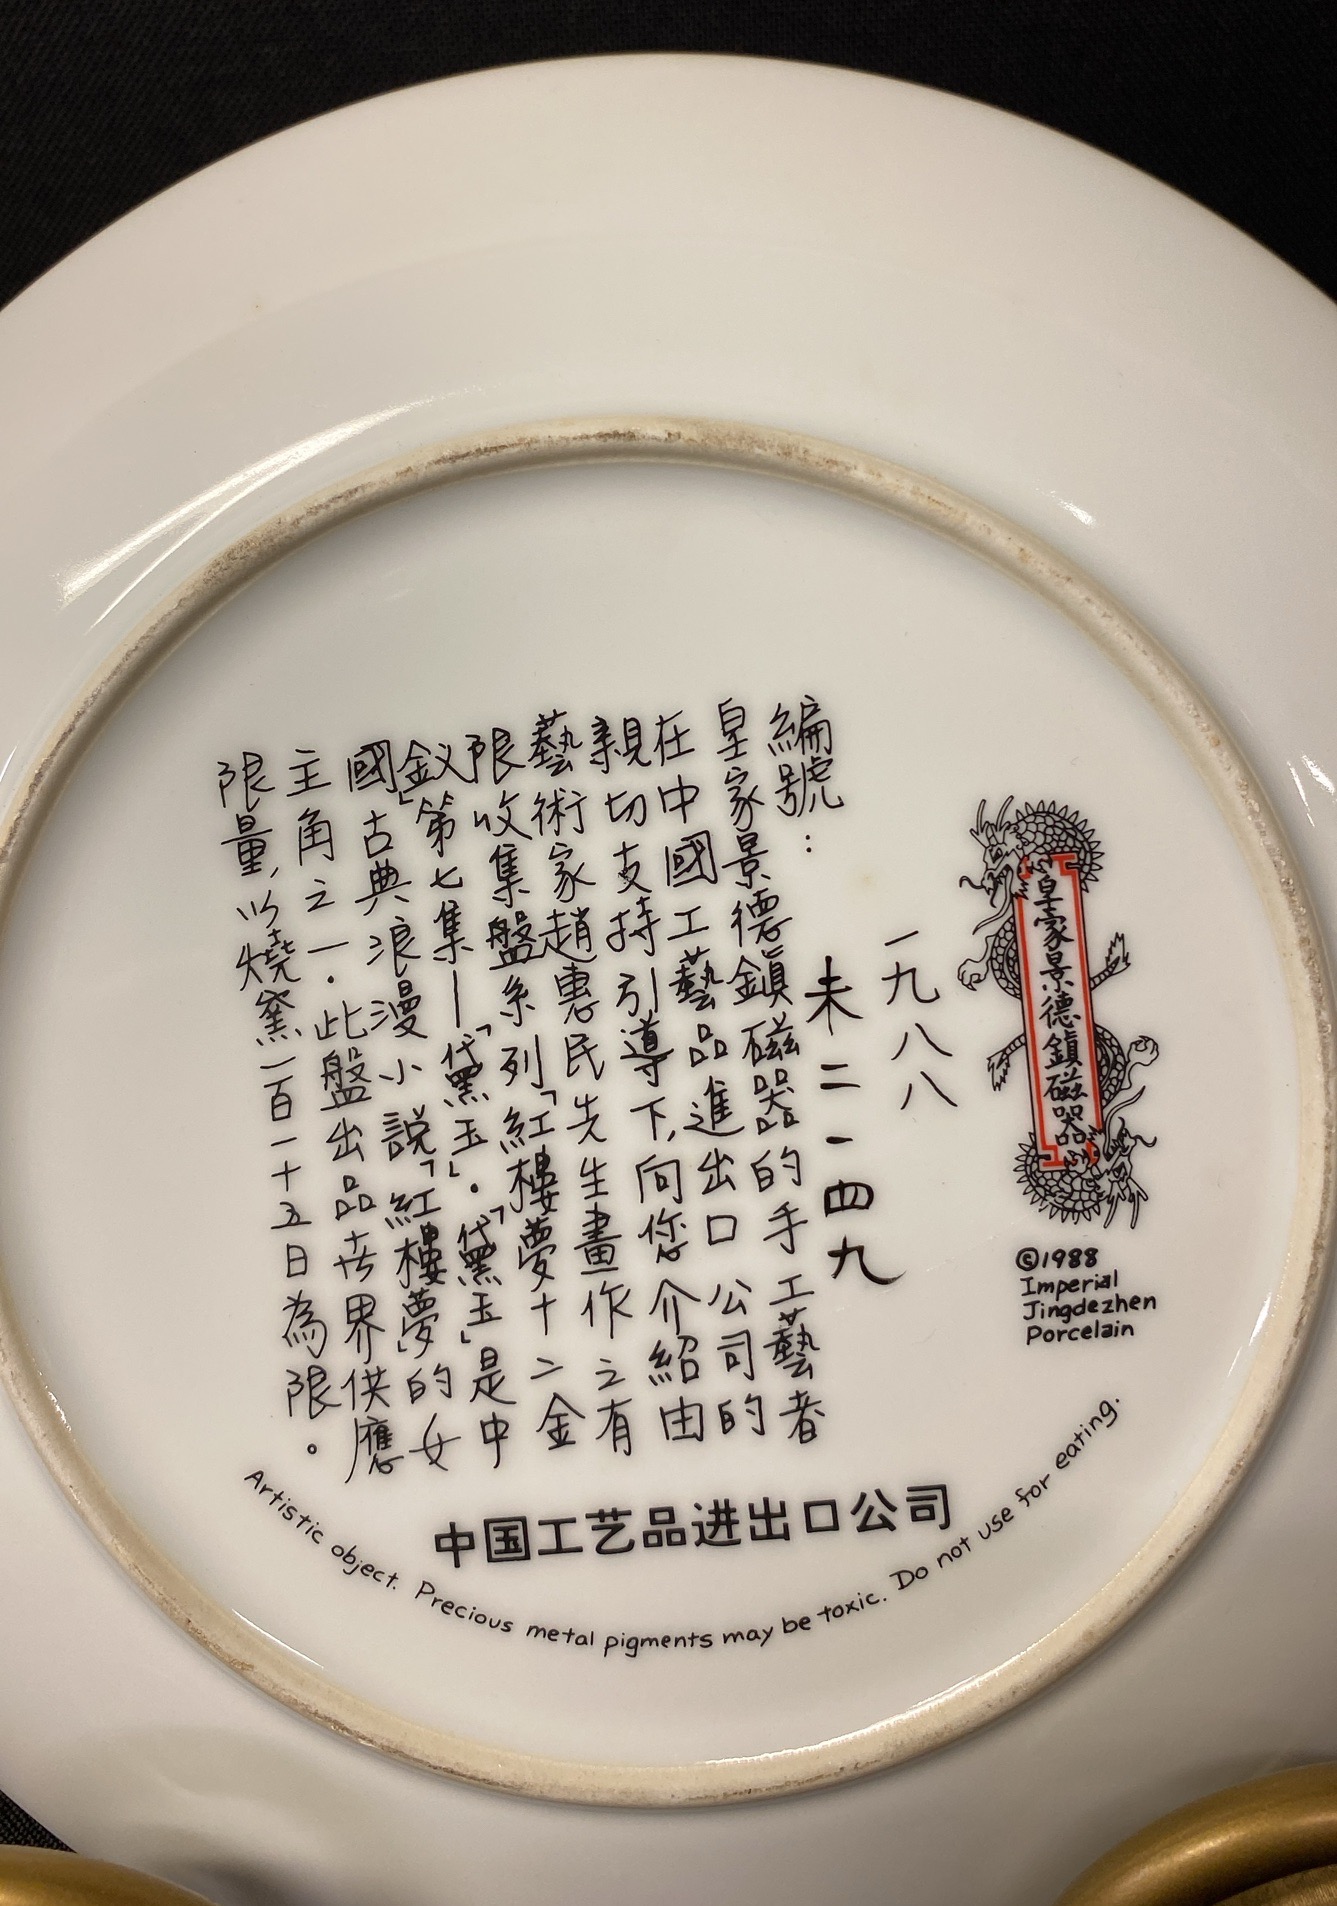 皇家景德鎮磁器
©1988
Imperial
Jingdezhen
Porcelain
一九八八
編號：未二一四九
皇家景德鎮磁器的手工藝者
在中國工藝品進出口公司的
親切支持引導下，向您介紹由
藝術家趙惠民先生畫作之有
限收集盤系列「紅樓夢十二金
釵」第七集—「黛玉」。「黛玉」是中
國古典浪漫小說「紅樓夢」的女
主角之一．此盤出品世界供應
限量，以燒窯一百一十五日為限。
中国工艺品进出口公司
Artistic object. Precious metal pigments may be toxic. Do not use for eating.